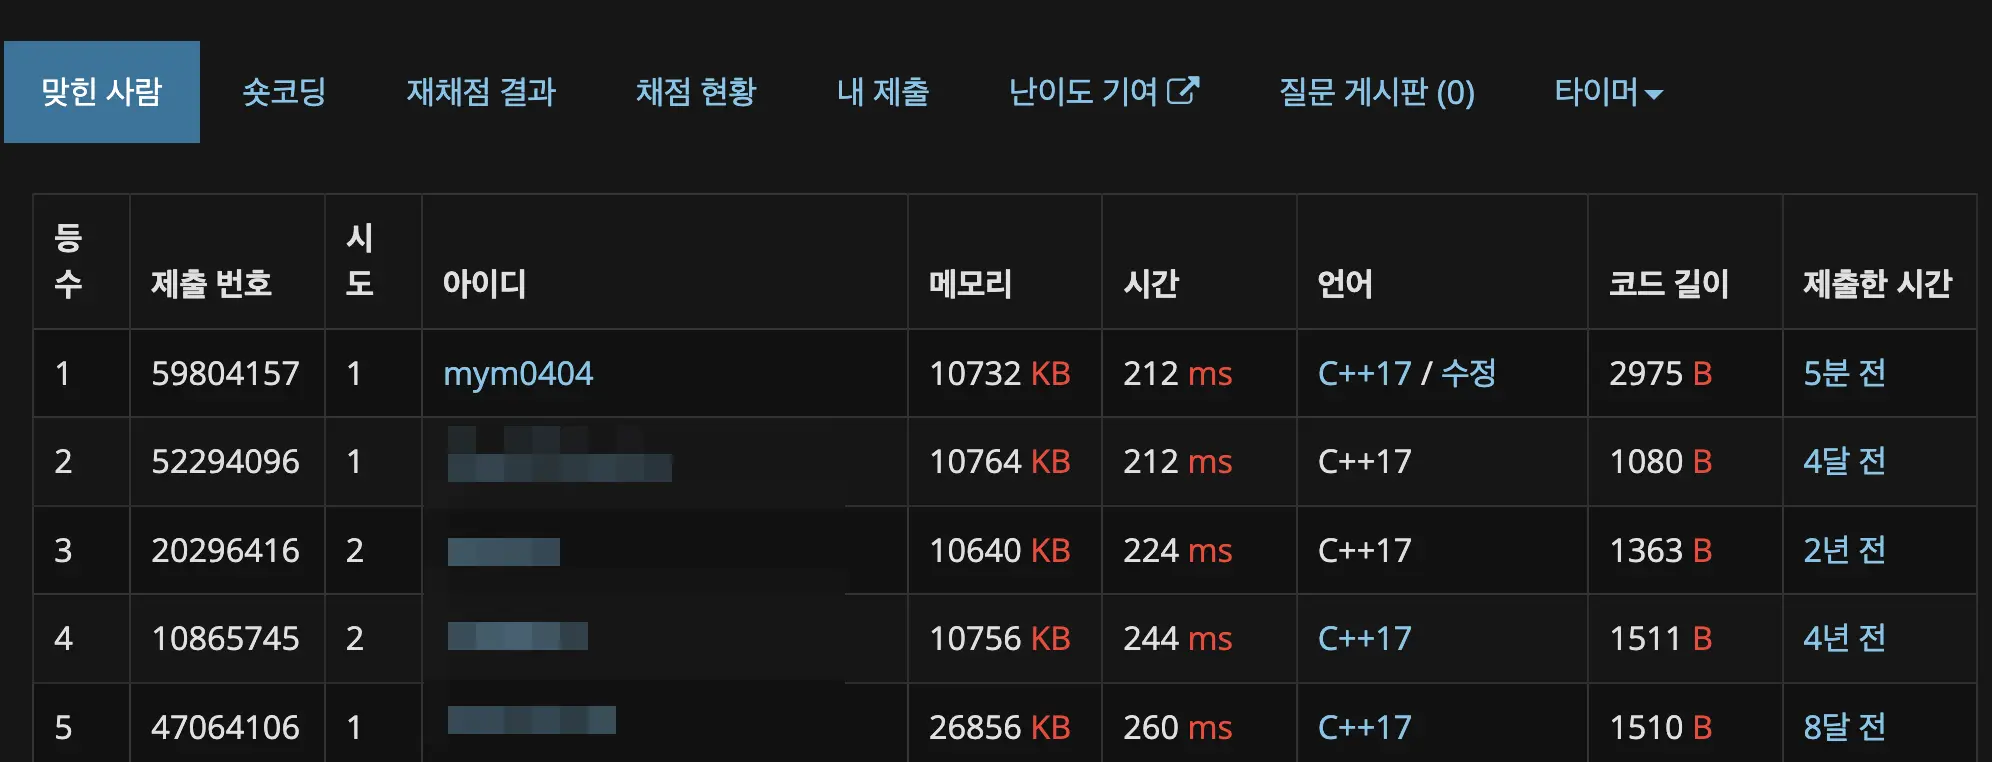 맞힌 사람 숏코딩 재채점 결과 채점 현황 내 제출 난이도 기여 질문 게시판 (0) 타이머
등수 제출 번호 시도 아이디 메모리 시간 언어 코드 길이 제출한 시간
1 59804157 1 mym0404 10732 KB 212 ms C++17 / 수정 2975 B 5분 전
2 52294096 1 10764 KB 212 ms C++17 1080 B 4달 전
3 20296416 2 10640 KB 224 ms C++17 1363 B 2년 전
4 10865745 2 10756 KB 244 ms C++17 1511 B 4년 전
5 47064106 1 26856 KB 260 ms C++17 1510 B 8달 전